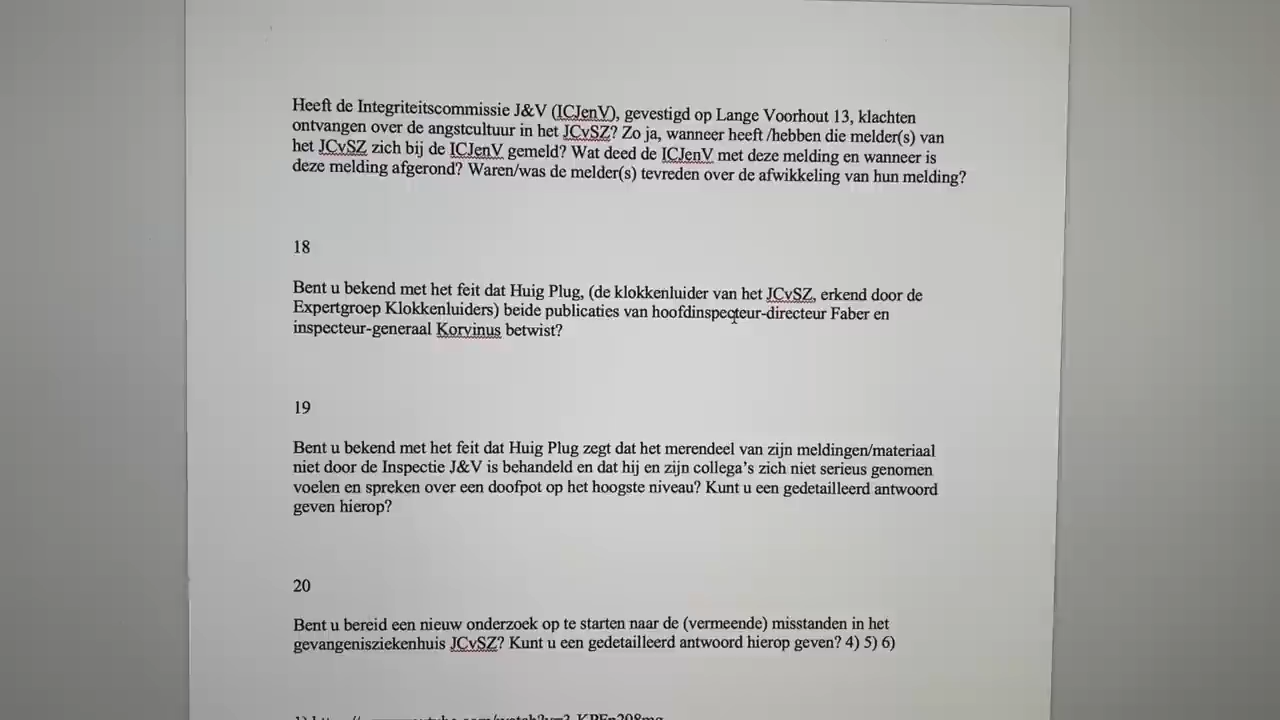 Heeft de Integriteitscommissie J&V (ICJenV), gevestigd op Lange Voorhout 13, klachten
ontvangen over de angstcultuur in het JCvSZ? Zo ja, wanneer heeft /hebben die melder(s) van
het JCvSZ zich bij de ICJenV gemeld? Wat deed de ICJenV met deze melding en wanneer is
deze melding afgerond? Waren/was de melder(s) tevreden over de afwikkeling van hun melding?
18
Bent u bekend met het feit dat Huig Plug, (de klokkenluider van het JCvSZ, erkend door de
Expertgroep Klokkenluiders) beide publicaties van hoofdinspecteur-directeur Faber en
inspecteur-generaal Korvinus betwist?
19
Bent u bekend met het feit dat Huig Plug zegt dat het merendeel van zijn meldingen/materiaal
niet door de Inspectie J&V is behandeld en dat hij en zijn collega's zich niet serieus genomen
voelen en spreken over een doofpot op het hoogste niveau? Kunt u een gedetailleerd antwoord
geven hierop?
20
Bent u bereid een nieuw onderzoek op te starten naar de (vermeende) misstanden in het
gevangenisziekenhuis JCvSZ? Kunt u een gedetailleerd antwoord hierop geven? 4) 5) 6)